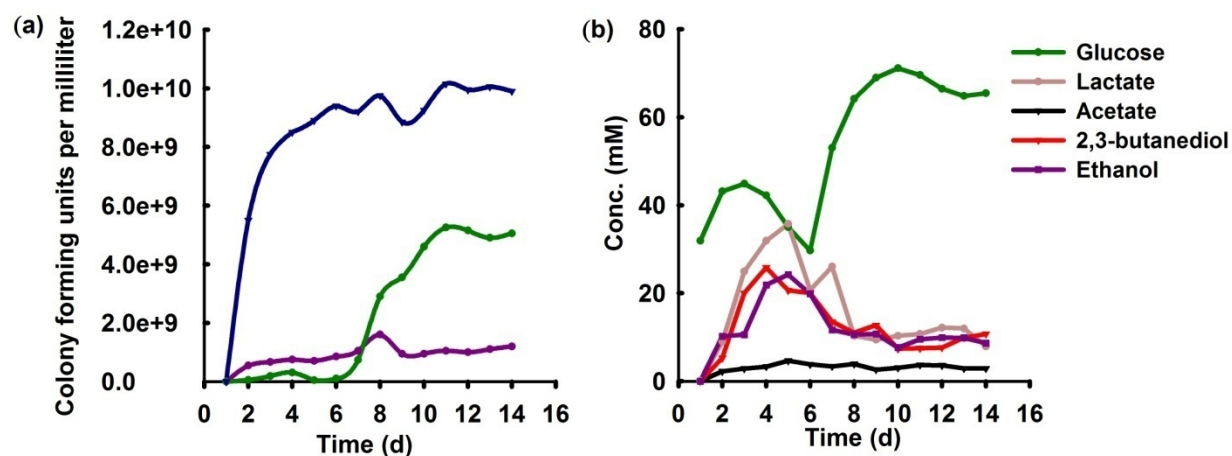 (a)
Colony forming units per milliliter
1.2e+10
1.0e+10
8.0e+9
6.0e+9
4.0e+9
2.0e+9
0.0
0 2 4 6 8 10 12 14 16
Time (d)
(b)
Conc. (mM)
80
60
40
20
0
0 2 4 6 8 10 12 14 16
Time (d)
Glucose
Lactate
Acetate
2,3-butanediol
Ethanol